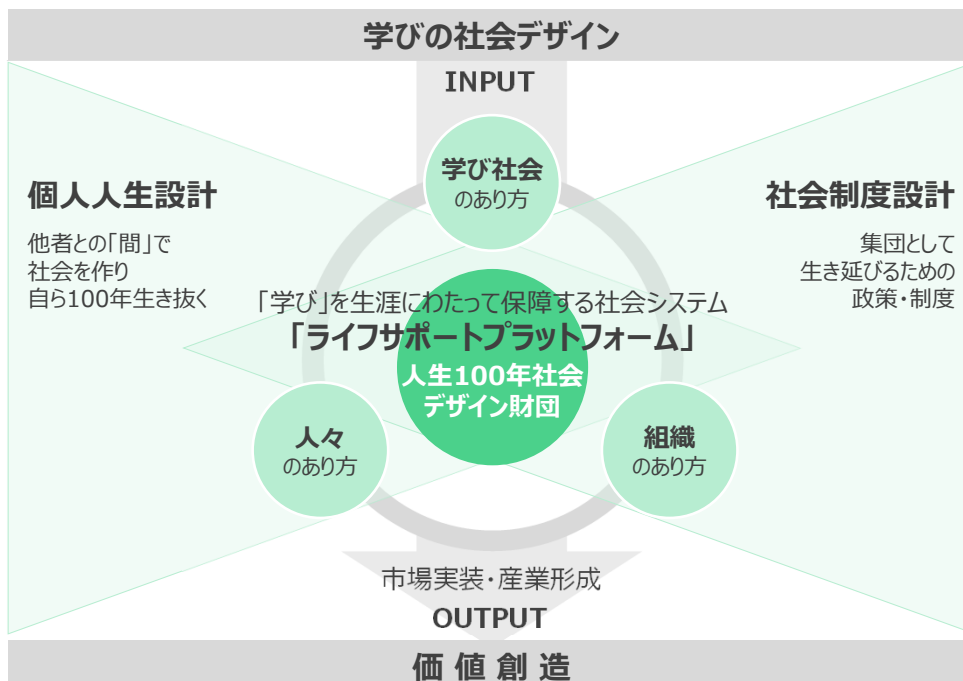 学びの社会デザイン
INPUT
学び社会
のあり方
個人人生設計
他者との「間」で
社会を作り
自ら100年生き抜く
社会制度設計
集団として
生き延びるための
政策・制度
「学び」を生涯にわたって保障する社会システム
「ライフサポートプラットフォーム」
人生100年社会
デザイン財団
人々
のあり方
組織
のあり方
市場実装・産業形成
OUTPUT
価値創造